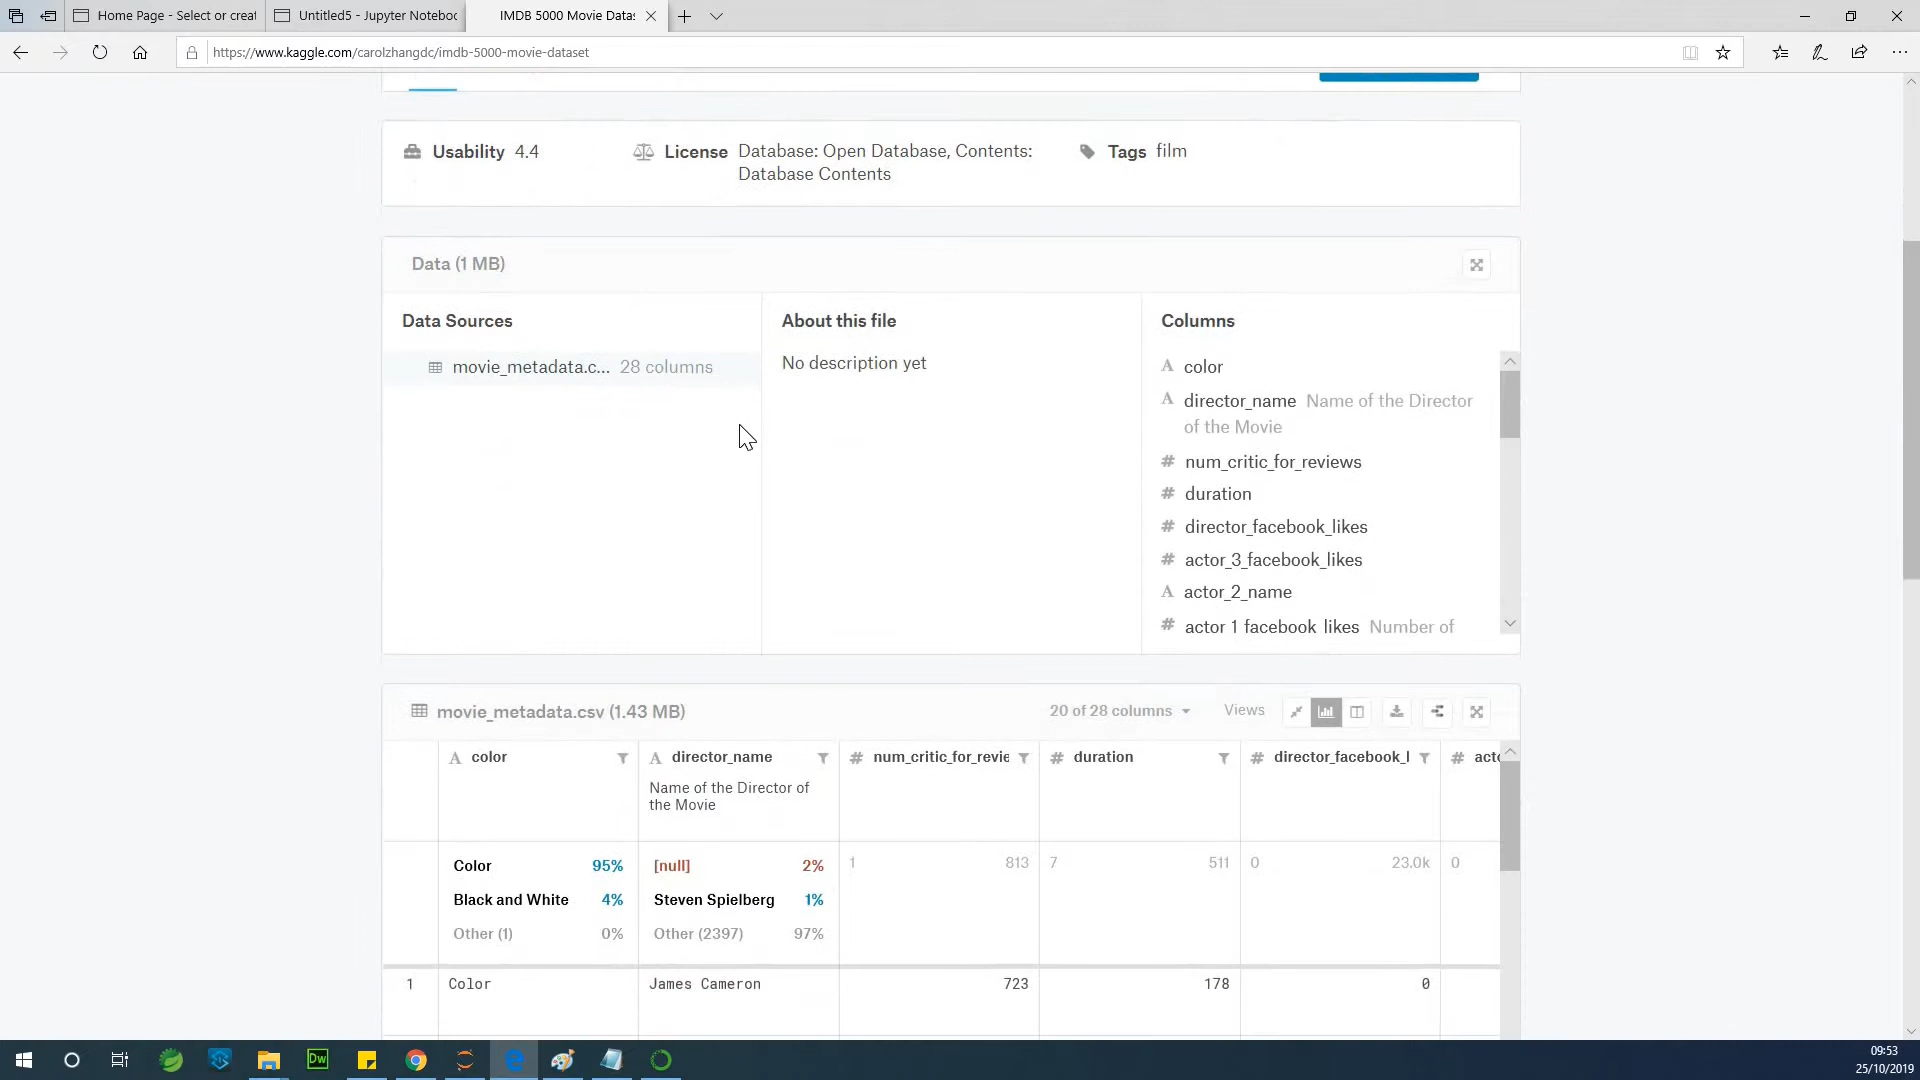 Home Page - Select or creat
Untitled5 - Jupyter Noteboo
IMDB 5000 Movie Datas
https://www.kaggle.com/carolzhangdc/imdb-5000-movie-dataset
Usability 4.4
License Database: Open Database, Contents: Database Contents
Tags film
Data (1 MB)
Data Sources
About this file
Columns
movie_metadata.c... 28 columns
No description yet
A color
A director_name Name of the Director of the Movie
# num_critic_for_reviews
# duration
# director_facebook_likes
# actor_3_facebook_likes
A actor_2_name
# actor 1 facebook likes Number of
movie_metadata.csv (1.43 MB)
20 of 28 columns
Views
A color
A director_name
# num_critic_for_revie
# duration
# director_facebook_l
# acto
Name of the Director of
the Movie
Color 95%
[null] 2%
1 813
7 511
0 23.0k
0
Black and White 4%
Steven Spielberg 1%
Other (1) 0%
Other (2397) 97%
1 Color James Cameron 723 178 0
Dw
09:53
25/10/2019